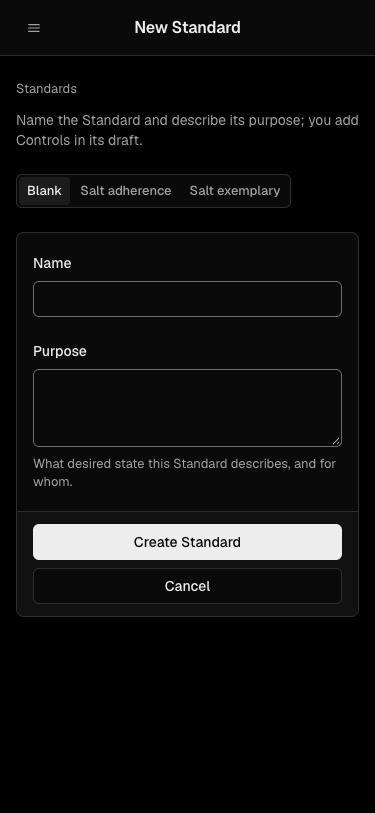 New Standard
Standards
Name the Standard and describe its purpose; you add
Controls in its draft.
Blank
Salt adherence
Salt exemplary
Name
Purpose
What desired state this Standard describes, and for
whom.
Create Standard
Cancel